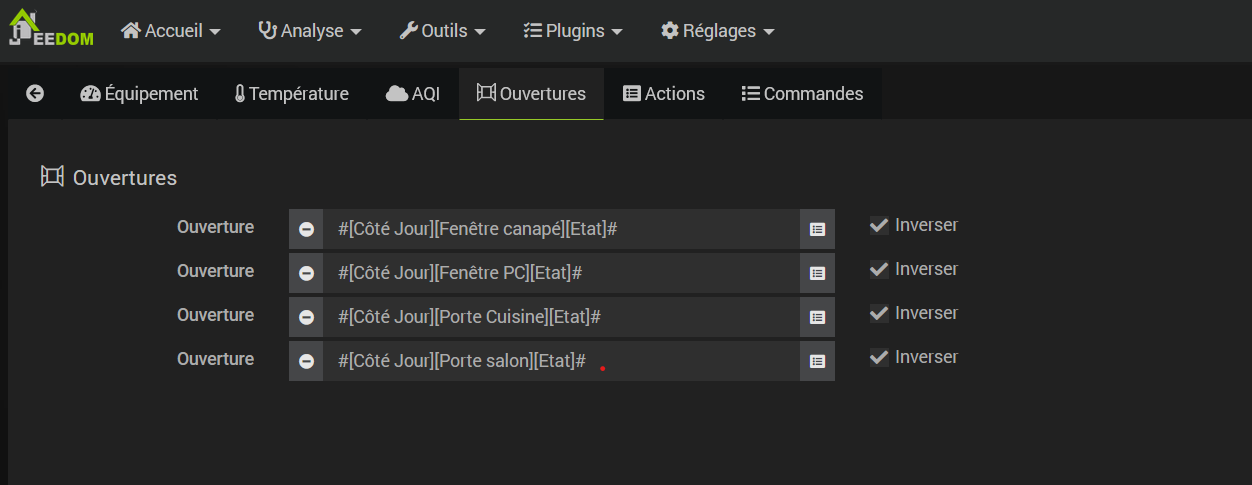 JEEDOM Accueil Analyse Outils Plugins Réglages
Équipement Température AQI Ouvertures Actions Commandes
Ouvertures
Ouverture #[Côté Jour][Fenêtre canapé][Etat]# Inverser
Ouverture #[Côté Jour][Fenêtre PC][Etat]# Inverser
Ouverture #[Côté Jour][Porte Cuisine][Etat]# Inverser
Ouverture #[Côté Jour][Porte salon][Etat]# Inverser